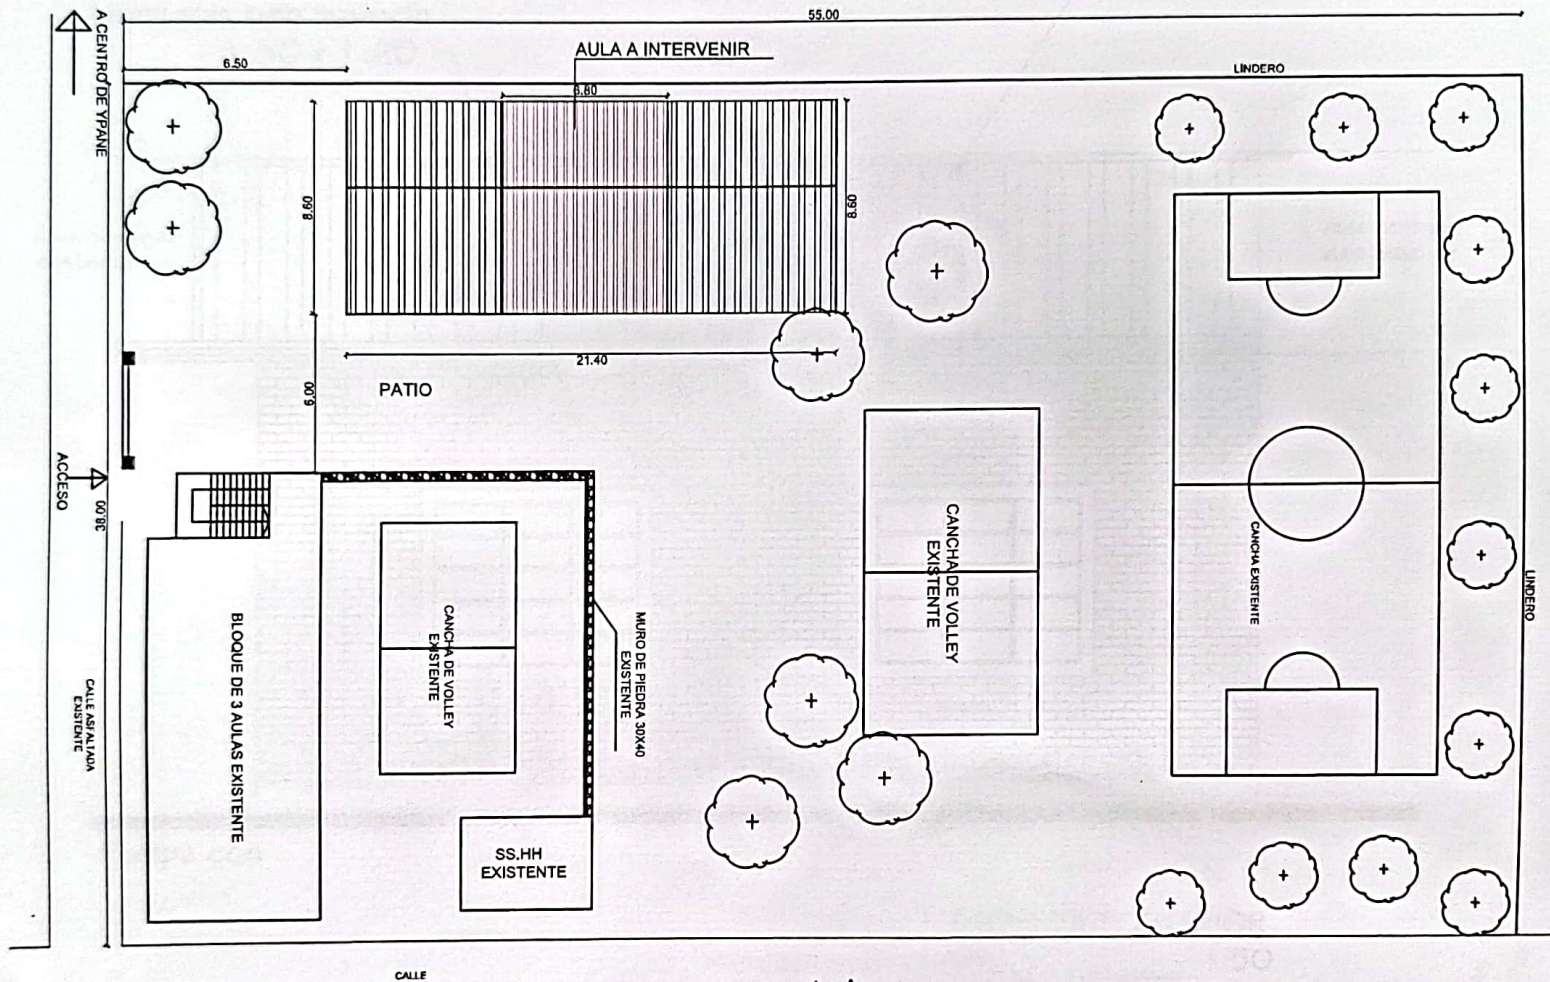 55.00
AULA A INTERVENIR
6.50
6.80
LINDERO
A CENTRO DE YPANE
8.60
8.60
21.40
PATIO
6.00
ACCESO
38.00
CALLE ASFALTADA
EXISTENTE
BLOQUE DE 3 AULAS EXISTENTE
CANCHA DE VOLLEY
EXISTENTE
MURO DE PIEDRA 30X40
EXISTENTE
SS.HH
EXISTENTE
CANCHA DE VOLLEY
EXISTENTE
CANCHA EXISTENTE
LINDERO
CALLE